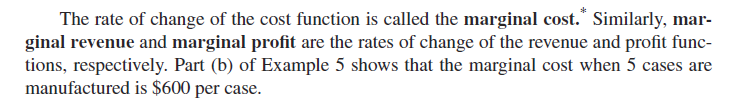 The rate of change of the cost function is called the marginal cost.* Similarly, mar-
ginal revenue and marginal profit are the rates of change of the revenue and profit func-
tions, respectively. Part (b) of Example 5 shows that the marginal cost when 5 cases are
manufactured is $600 per case.